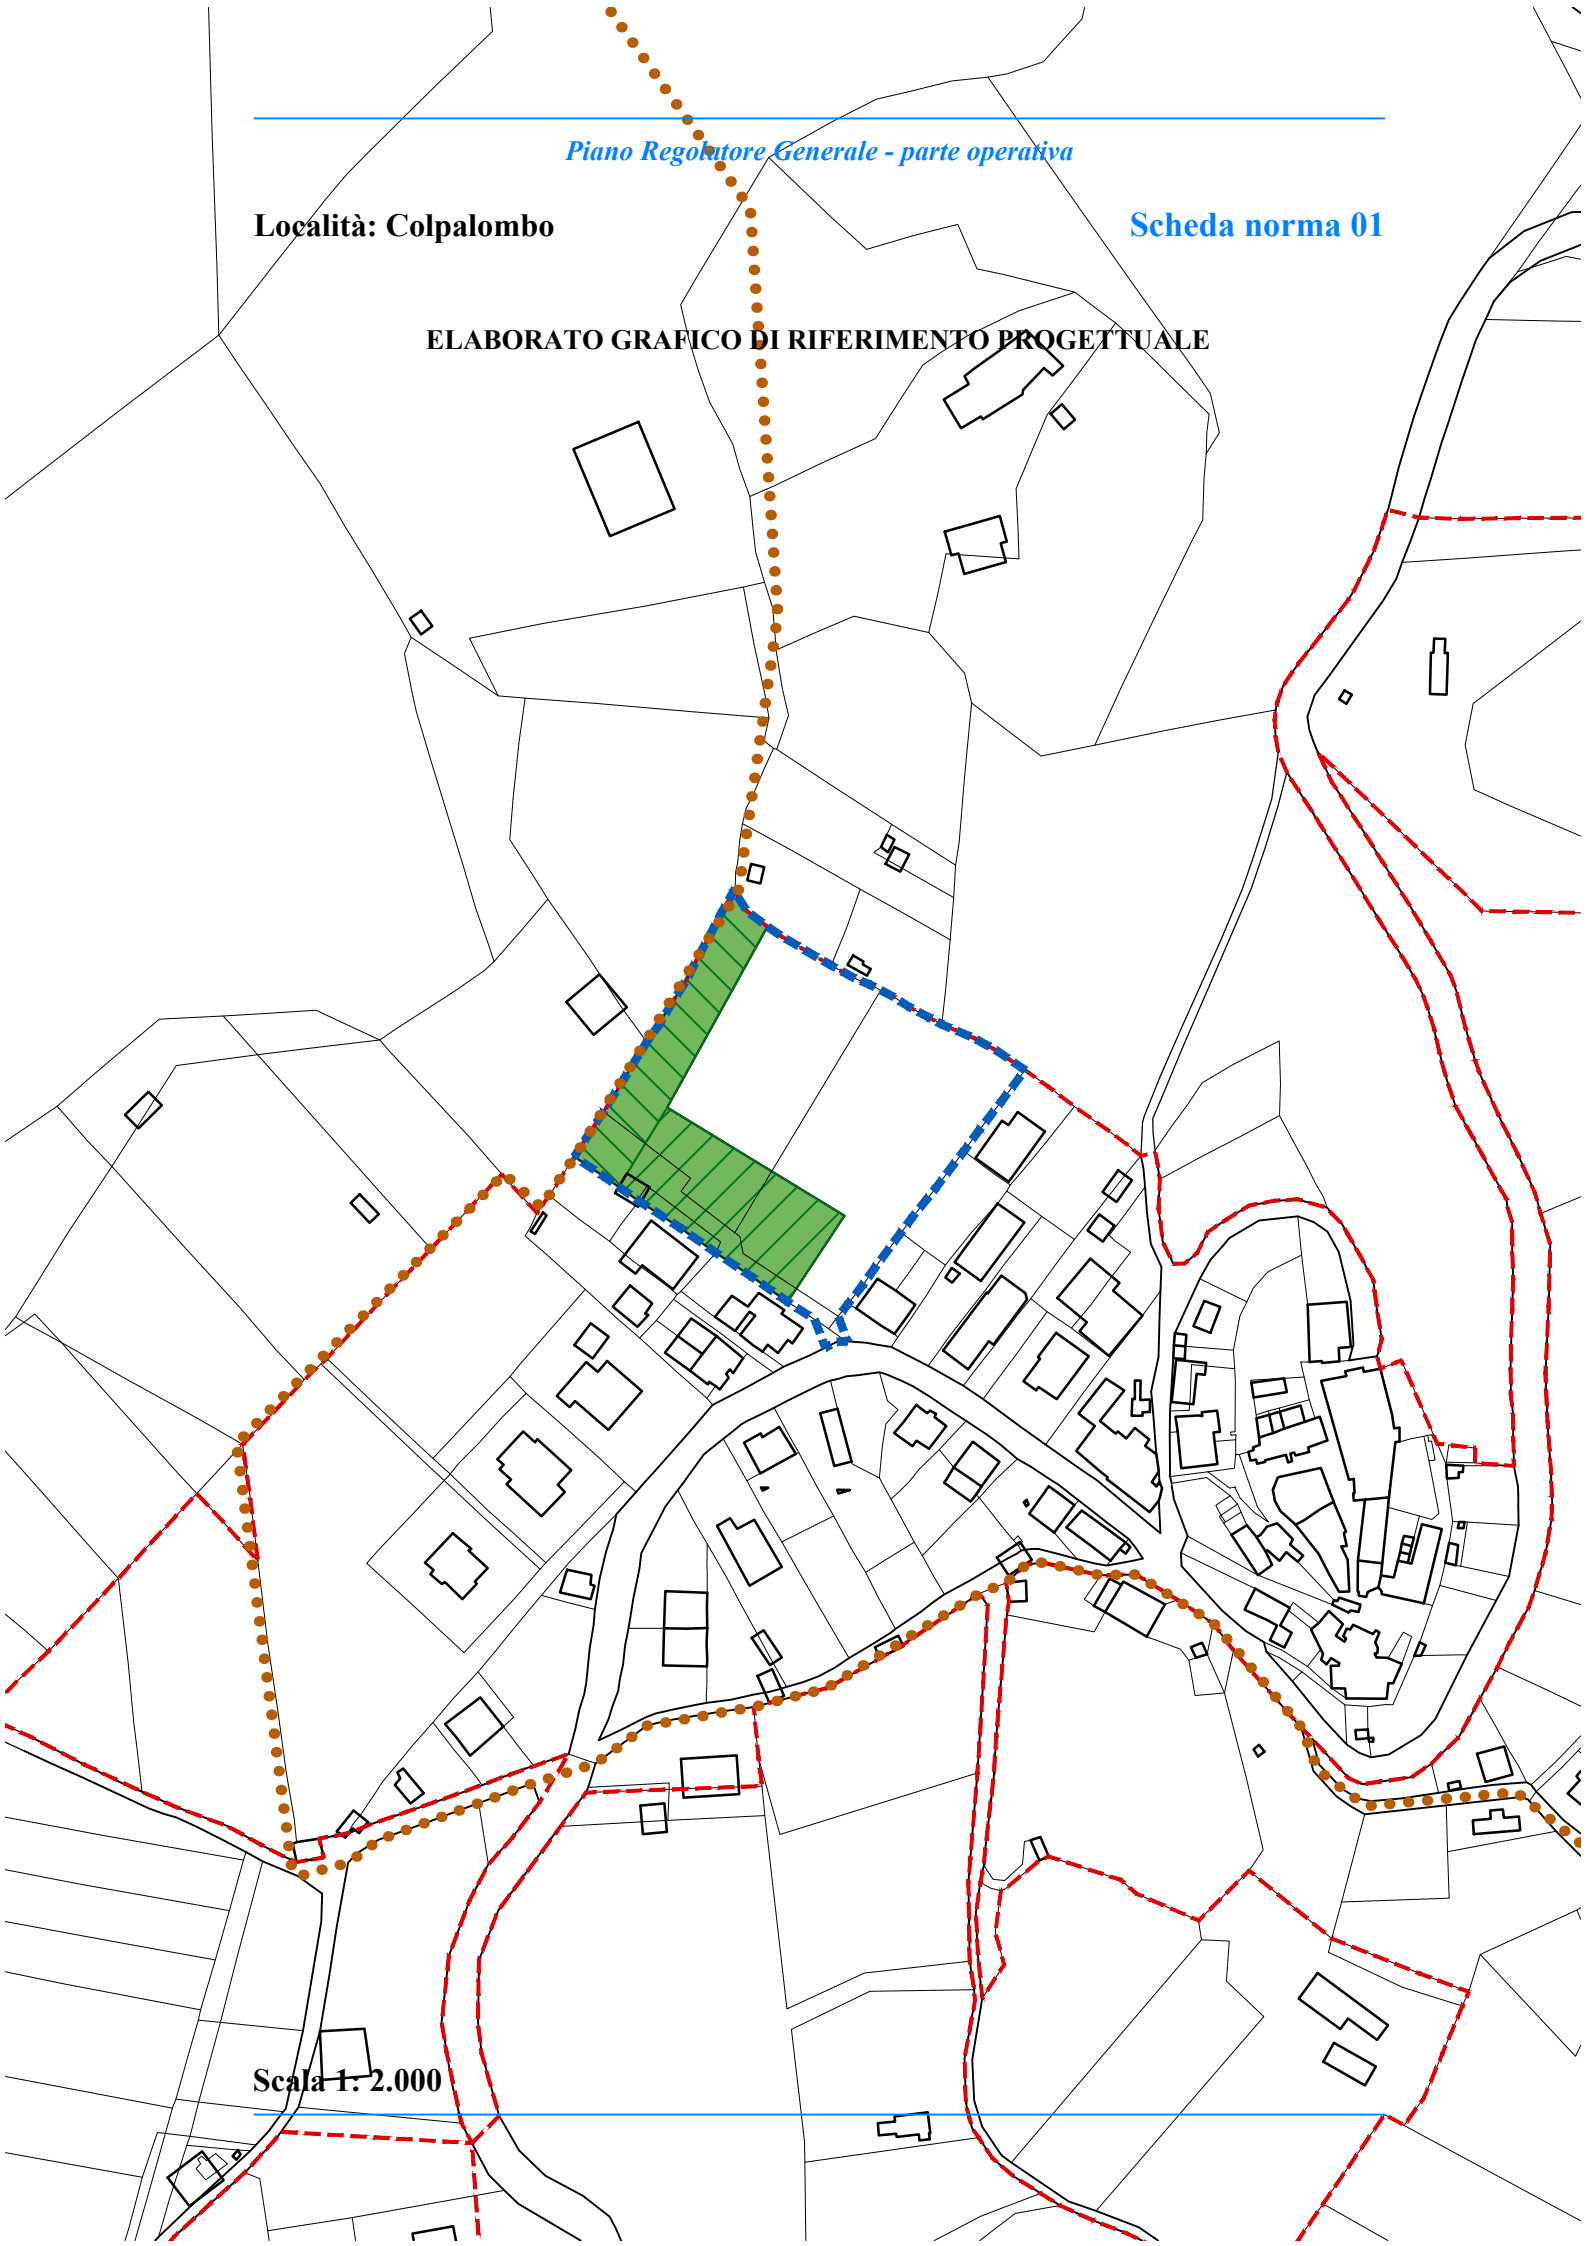 Piano Regolatore Generale - parte operativa
Località: Colpalombo
Scheda norma 01
ELABORATO GRAFICO DI RIFERIMENTO PROGETTUALE
Scala 1: 2.000